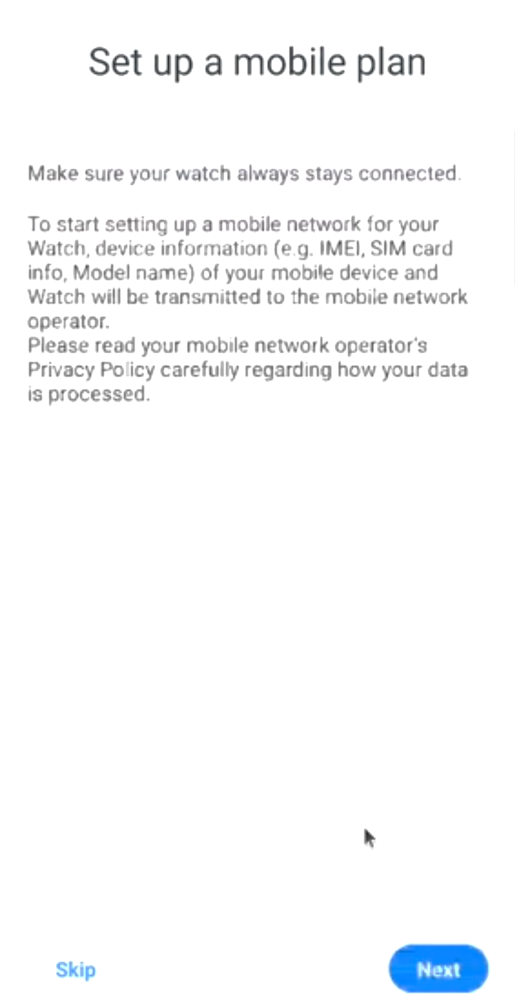 Set up a mobile plan
Make sure your watch always stays connected.
To start setting up a mobile network for your
Watch, device information (e.g. IMEI, SIM card
info, Model name) of your mobile device and
Watch will be transmitted to the mobile network
operator.
Please read your mobile network operator's
Privacy Policy carefully regarding how your data
is processed.
Skip
Next